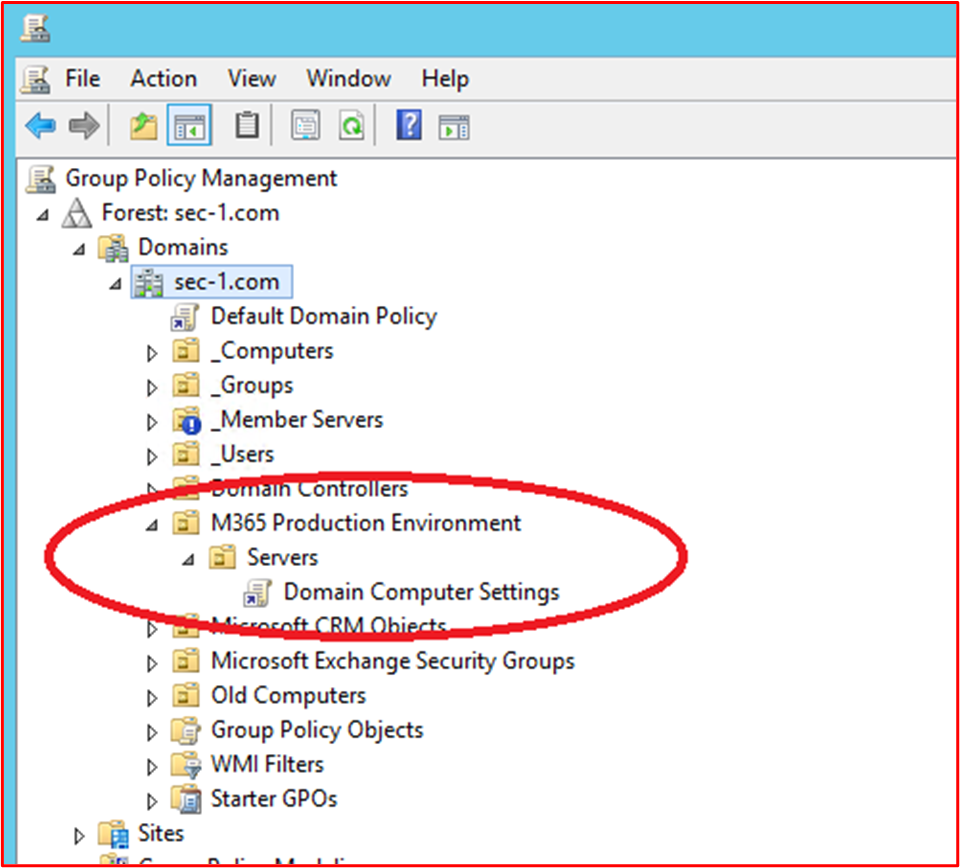 File Action View Window Help
Group Policy Management
Forest: sec-1.com
Domains
sec-1.com
Default Domain Policy
_Computers
_Groups
_Member Servers
_Users
Domain Controllers
M365 Production Environment
Servers
Domain Computer Settings
Microsoft CRM Objects
Microsoft Exchange Security Groups
Old Computers
Group Policy Objects
WMI Filters
Starter GPOs
Sites